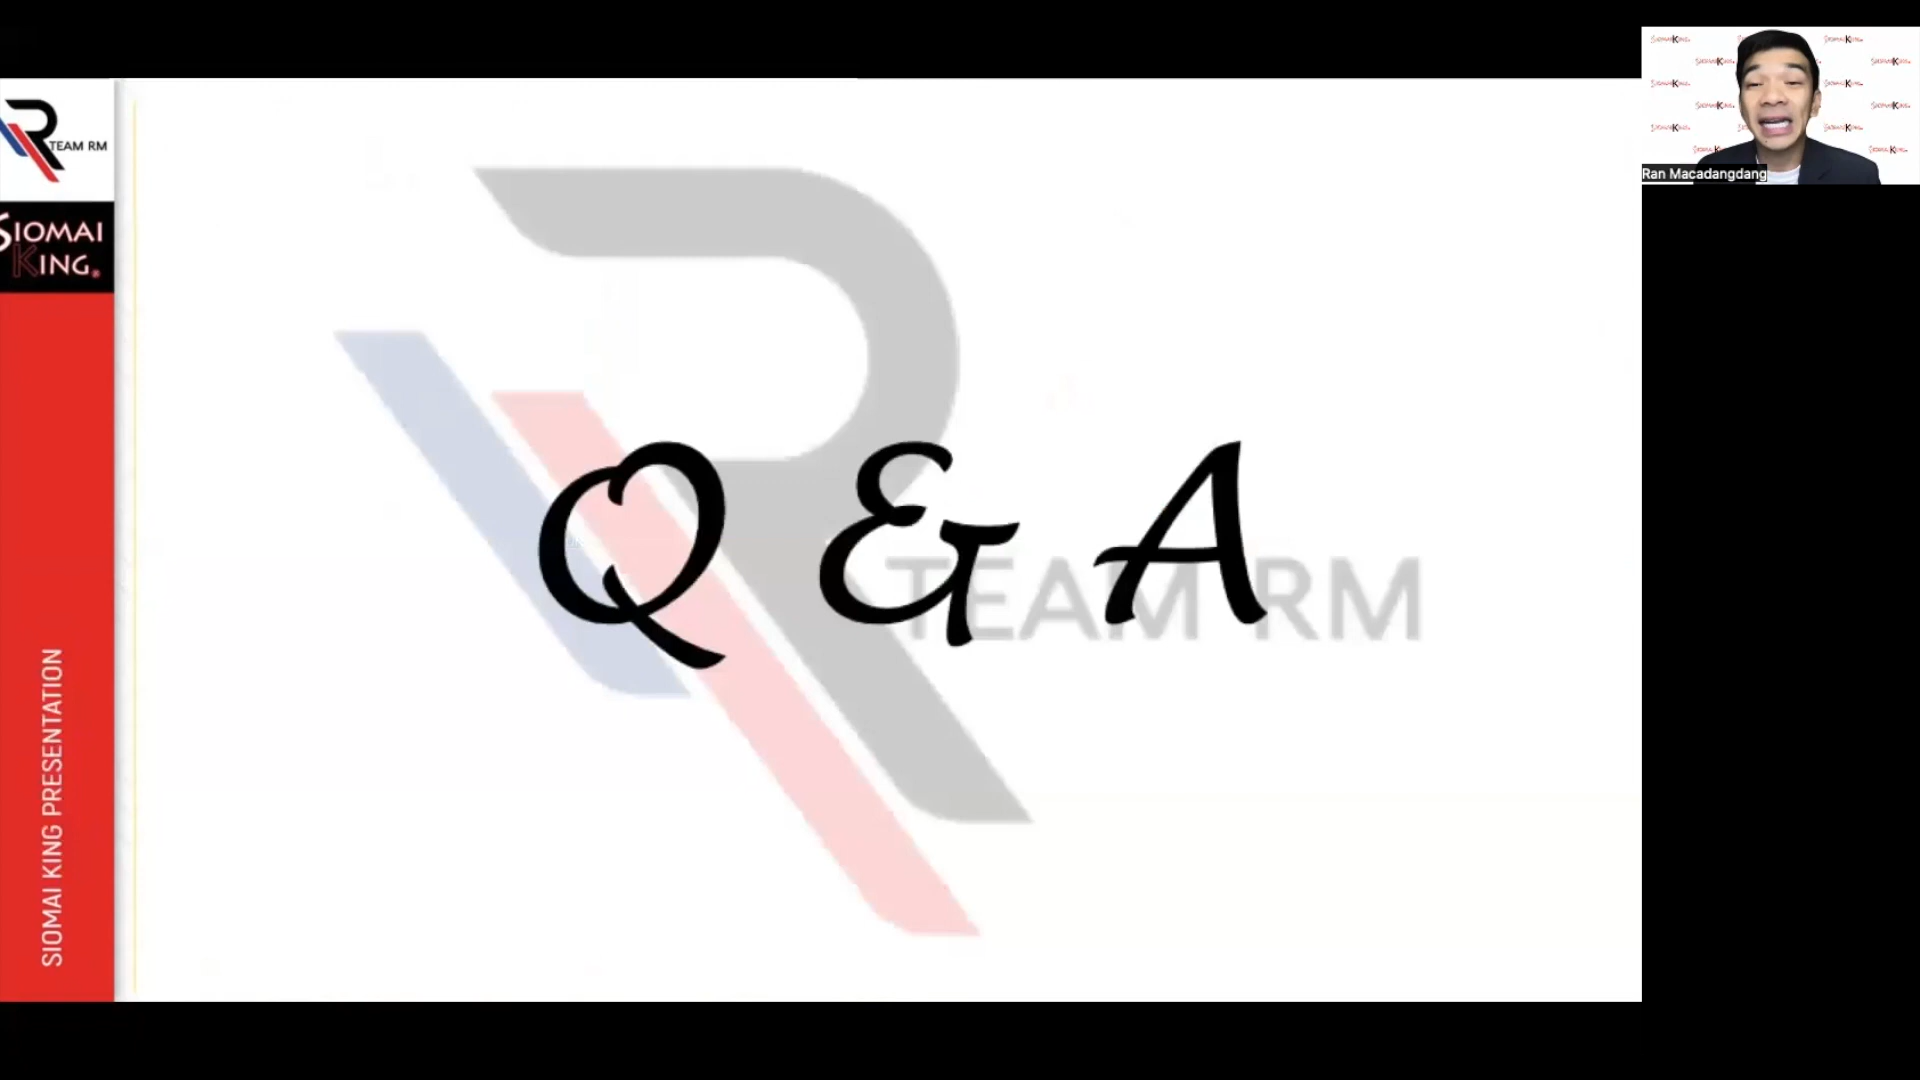 TEAM RM
SIOMAI
KING
SIOMAI KING PRESENTATION
Q & A
TEAM RM
Ran Macadangdang